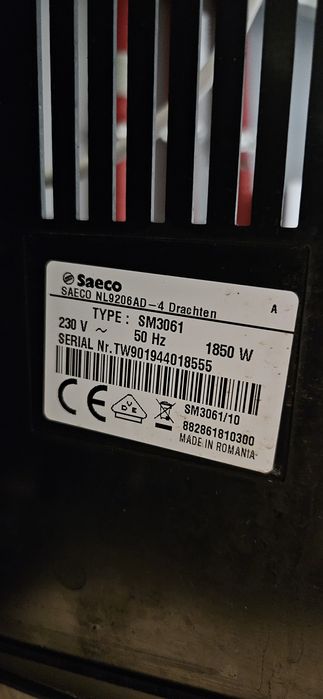 Saeco
SAECO NL9206AD-4 Drachten A
TYPE: SM3061
230 V ~ 50 Hz 1850 W
SERIAL Nr. TW901944018555
CE VDE SM3061/10
882861810300
MADE IN ROMANIA